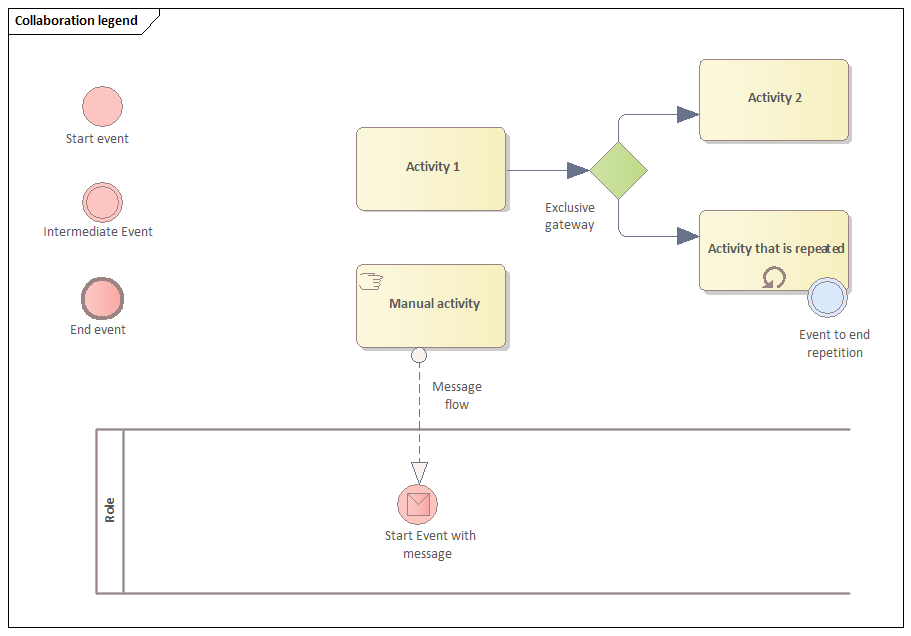 Collaboration legend
Start event
Intermediate Event
End event
Activity 1
Exclusive
gateway
Activity 2
Activity that is repeated
Event to end
repetition
Manual activity
Message
flow
Role
Start Event with
message